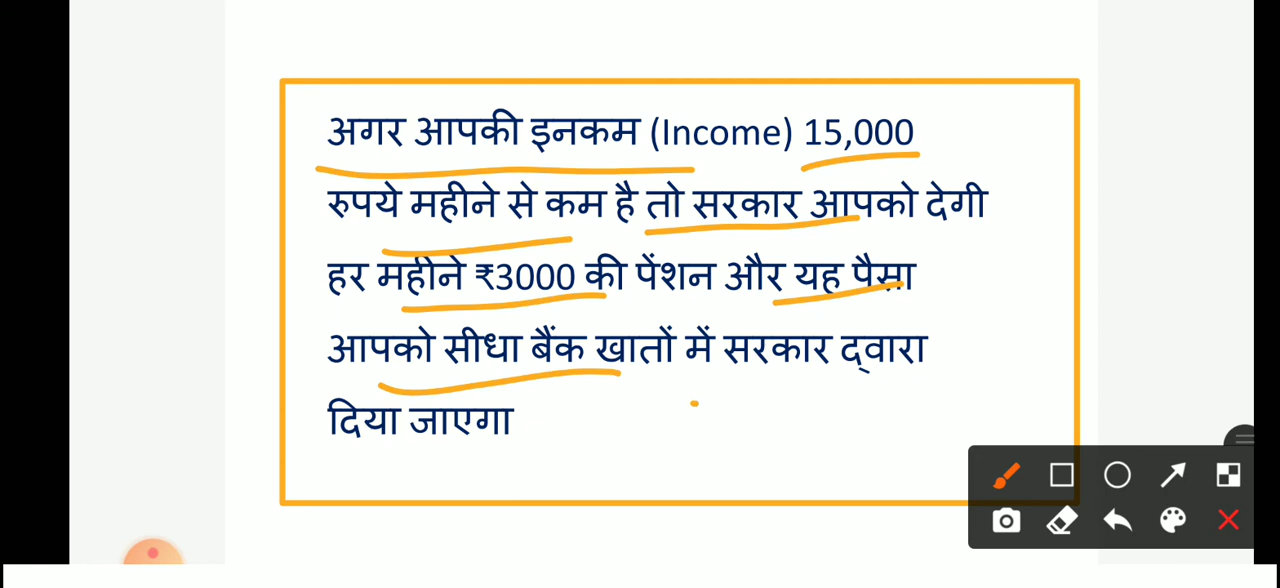 अगर आपकी इनकम (Income) 15,000
रुपये महीने से कम है तो सरकार आपको देगी
हर महीने ₹3000 की पेंशन और यह पैसा
आपको सीधा बैंक खातों में सरकार द्वारा
दिया जाएगा